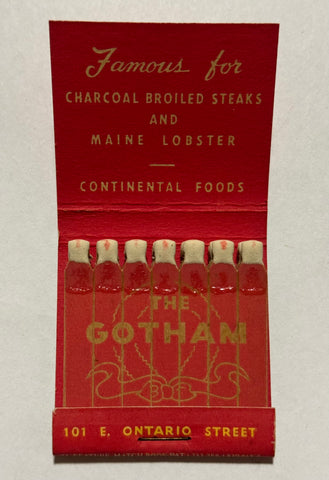 Famous for
CHARCOAL BROILED STEAKS
AND
MAINE LOBSTER
CONTINENTAL FOODS
THE
GOTHAM
101 E. ONTARIO STREET